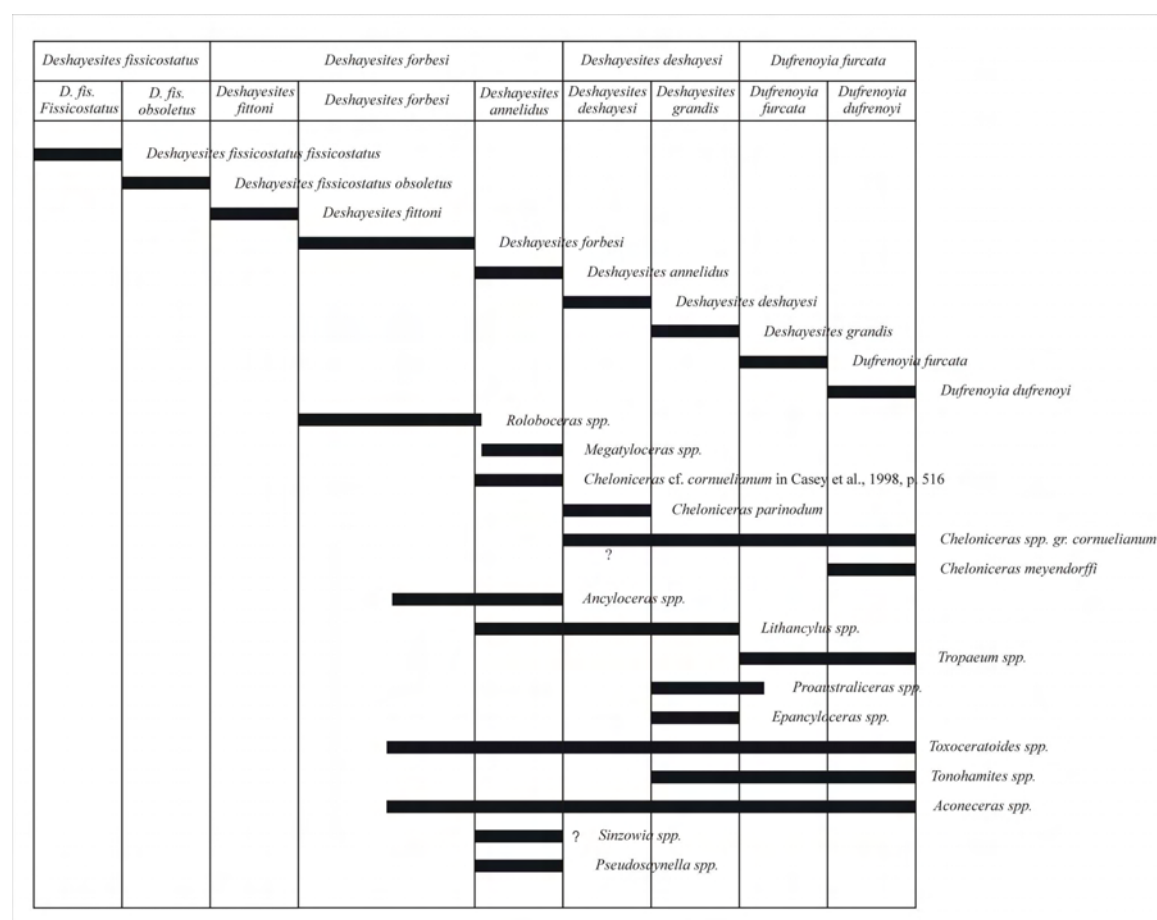 Deshayesites fissicostatus
Deshayesites forbesi
Deshayesites deshayesi
Dufrenoyia furcata
D. fis.
Fissicostatus
D. fis.
obsoletus
Deshayesites
fittoni
Deshayesites forbesi
Deshayesites
annelidus
Deshayesites
deshayesi
Deshayesites
grandis
Dufrenoyia
furcata
Dufrenoyia
dufrenoyi
Deshayesites fissicostatus fissicostatus
Deshayesites fissicostatus obsoletus
Deshayesites fittoni
Deshayesites forbesi
Deshayesites annelidus
Deshayesites deshayesi
Deshayesites grandis
Dufrenoyia furcata
Dufrenoyia dufrenoyi
Roloboceras spp.
Megatyloceras spp.
Cheloniceras cf. cornuelianum in Casey et al., 1998, p. 516
Cheloniceras parinodum
Cheloniceras spp. gr. cornuelianum
?
Cheloniceras meyendorffi
Ancyloceras spp.
Lithancylus spp.
Tropaeum spp.
Proaustraliceras spp.
Epancyloceras spp.
Toxoceratoides spp.
Tonohamites spp.
Aconeceras spp.
? Sinzowia spp.
Pseudosaynella spp.